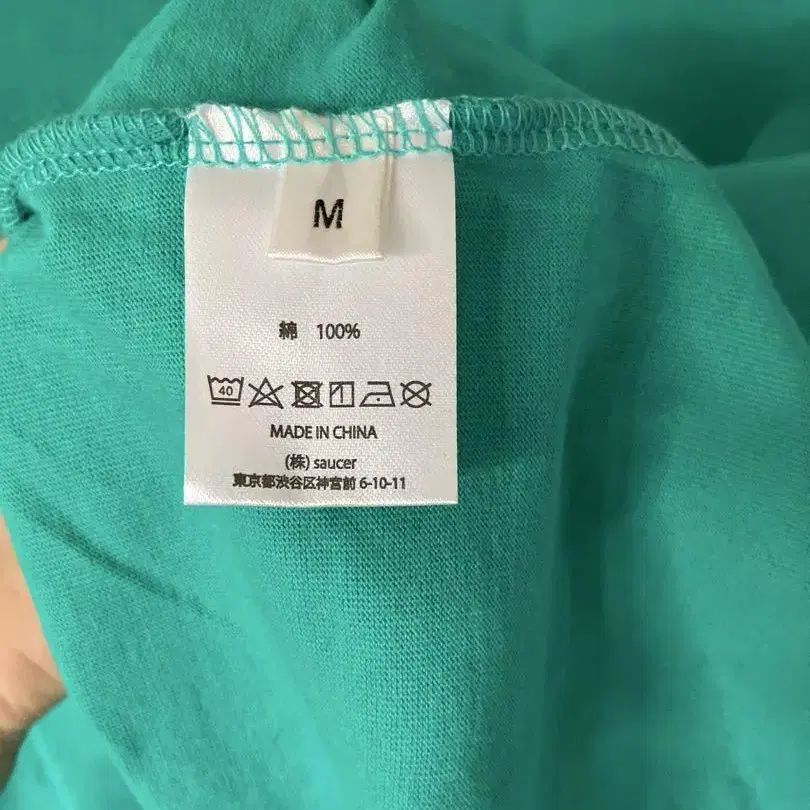 M
綿 100%
40
MADE IN CHINA
(株) saucer
東京都渋谷区神宮前 6-10-11